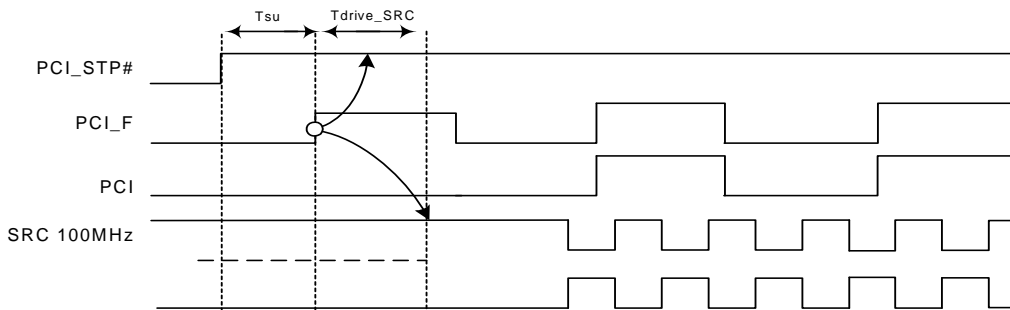 Tsu
Tdrive_SRC
PCI_STP#
PCI_F
PCI
SRC 100MHz